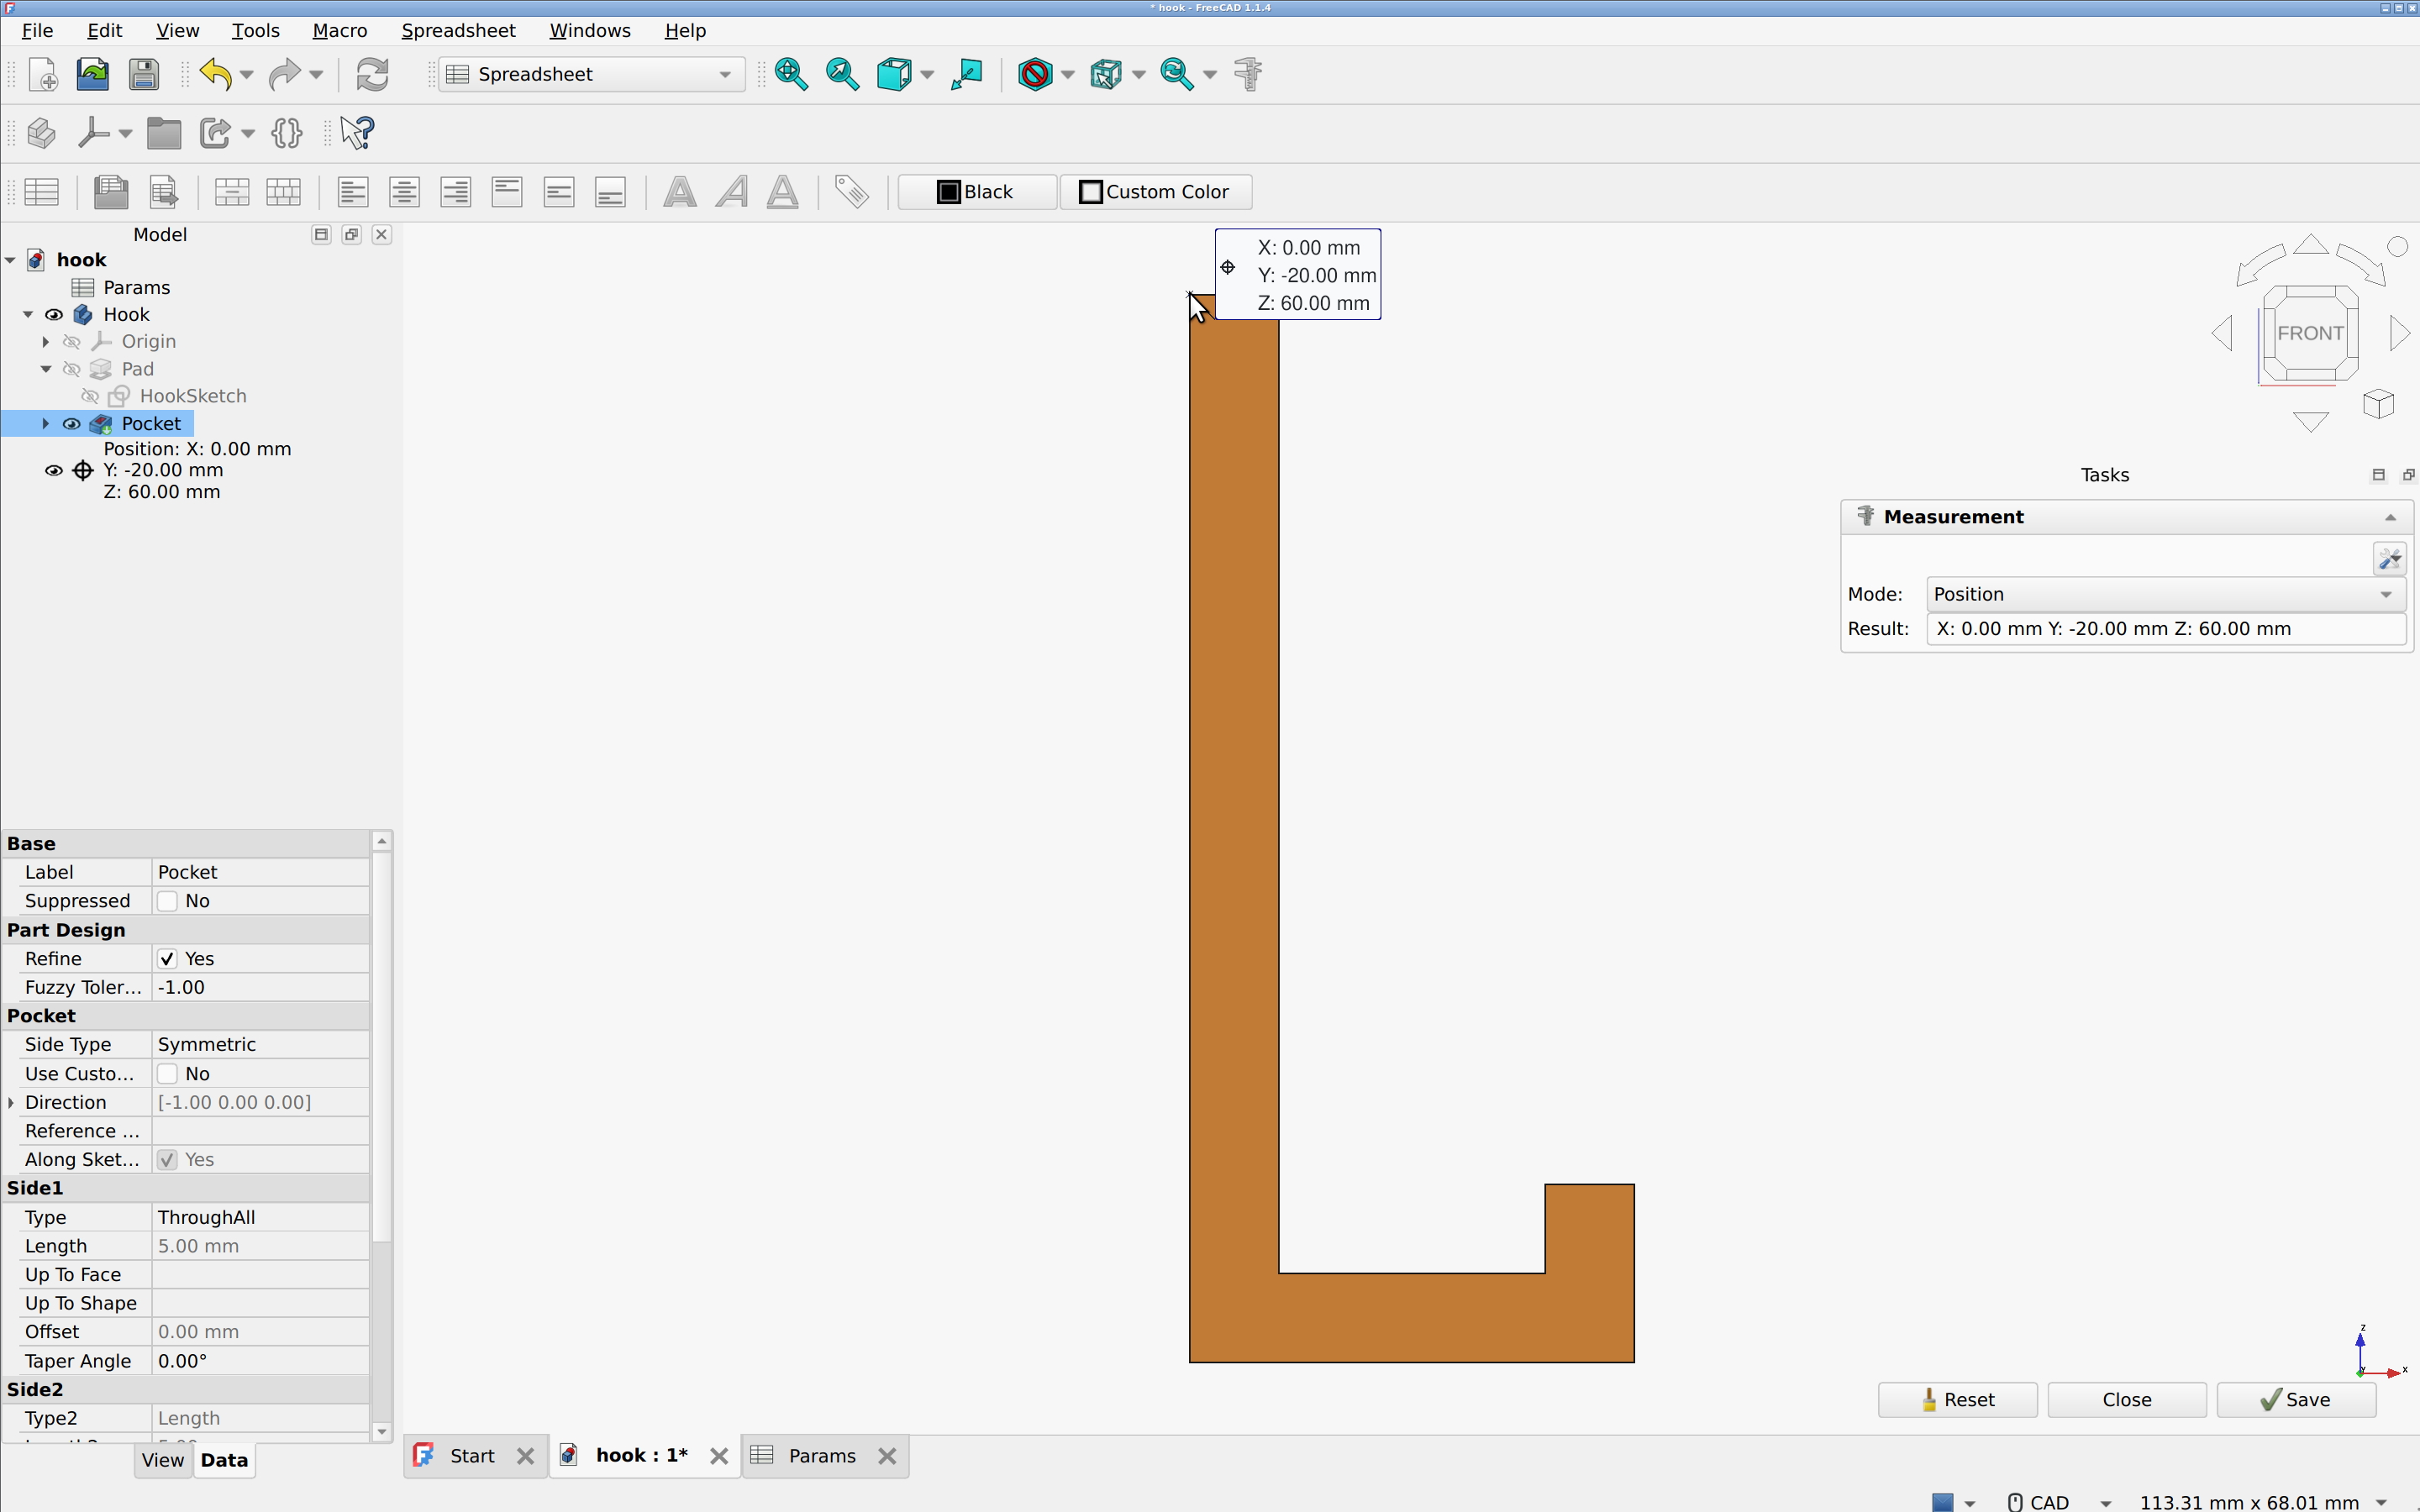 * hook - FreeCAD 1.1.4
File Edit View Tools Macro Spreadsheet Windows Help
Spreadsheet
Black Custom Color
Model
hook
Params
Hook
Origin
Pad
HookSketch
Pocket
Position: X: 0.00 mm
Y: -20.00 mm
Z: 60.00 mm
X: 0.00 mm
Y: -20.00 mm
Z: 60.00 mm
FRONT
Tasks
Measurement
Mode: Position
Result: X: 0.00 mm Y: -20.00 mm Z: 60.00 mm
Base
Label Pocket
Suppressed No
Part Design
Refine Yes
Fuzzy Toler... -1.00
Pocket
Side Type Symmetric
Use Custo... No
Direction [-1.00 0.00 0.00]
Reference ...
Along Sket... Yes
Side1
Type ThroughAll
Length 5.00 mm
Up To Face
Up To Shape
Offset 0.00 mm
Taper Angle 0.00°
Side2
Type2 Length
z
x
Reset Close Save
View Data
Start hook : 1* Params
CAD 113.31 mm x 68.01 mm